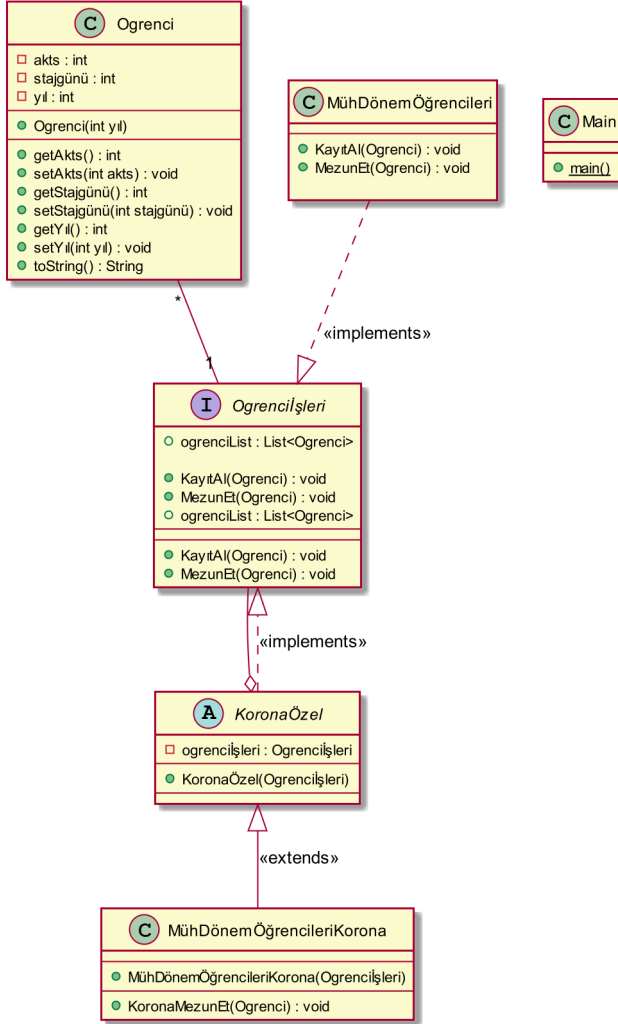 C Ogrenci
akts : int
stajgünü : int
yıl : int
Ogrenci(int yıl)
getAkts() : int
setAkts(int akts) : void
getStajgünü() : int
setStajgünü(int stajgünü) : void
getYıl() : int
setYıl(int yıl) : void
toString() : String
C MühDönemÖğrencileri
KayıtAl(Ogrenci) : void
MezunEt(Ogrenci) : void
C Main
main()
*
1
«implements»
I Ogrenciİşleri
ogrenciList : List<Ogrenci>
KayıtAl(Ogrenci) : void
MezunEt(Ogrenci) : void
ogrenciList : List<Ogrenci>
KayıtAl(Ogrenci) : void
MezunEt(Ogrenci) : void
«implements»
A KoronaÖzel
ogrenciİşleri : Ogrenciİşleri
KoronaÖzel(Ogrenciİşleri)
«extends»
C MühDönemÖğrencileriKorona
MühDönemÖğrencileriKorona(Ogrenciİşleri)
KoronaMezunEt(Ogrenci) : void